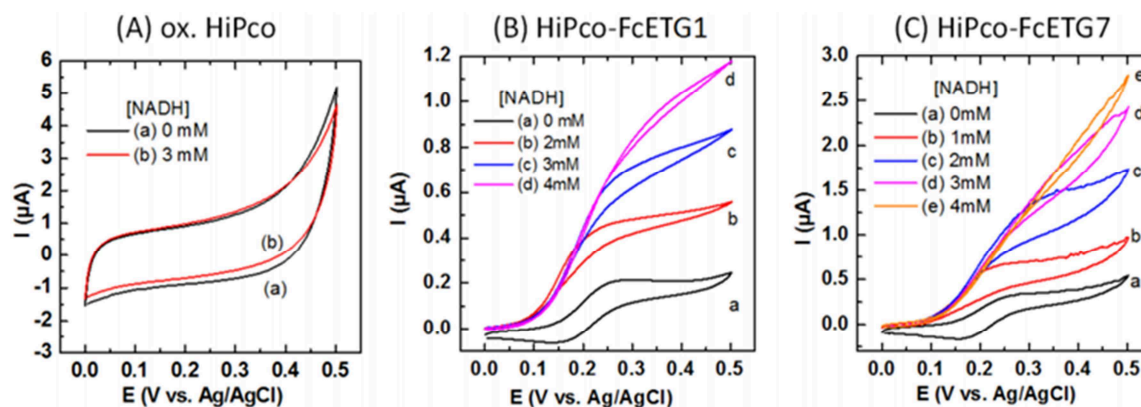 (A) ox. HiPco
6
5
4
3
2
1
0
-1
-2
-3
I (µA)
[NADH]
(a) 0 mM
(b) 3 mM
(b)
(a)
0.0 0.1 0.2 0.3 0.4 0.5
E (V vs. Ag/AgCl)
(B) HiPco-FcETG1
1.2
1.0
0.8
0.6
0.4
0.2
0.0
I (µA)
[NADH]
(a) 0 mM
(b) 2mM
(c) 3mM
(d) 4mM
d
c
b
a
0.0 0.1 0.2 0.3 0.4 0.5
E (V vs. Ag/AgCl)
(C) HiPco-FcETG7
3.0
2.5
2.0
1.5
1.0
0.5
0.0
I (µA)
[NADH]
(a) 0mM
(b) 1mM
(c) 2mM
(d) 3mM
(e) 4mM
e
d
c
b
a
0.0 0.1 0.2 0.3 0.4 0.5
E (V vs. Ag/AgCl)